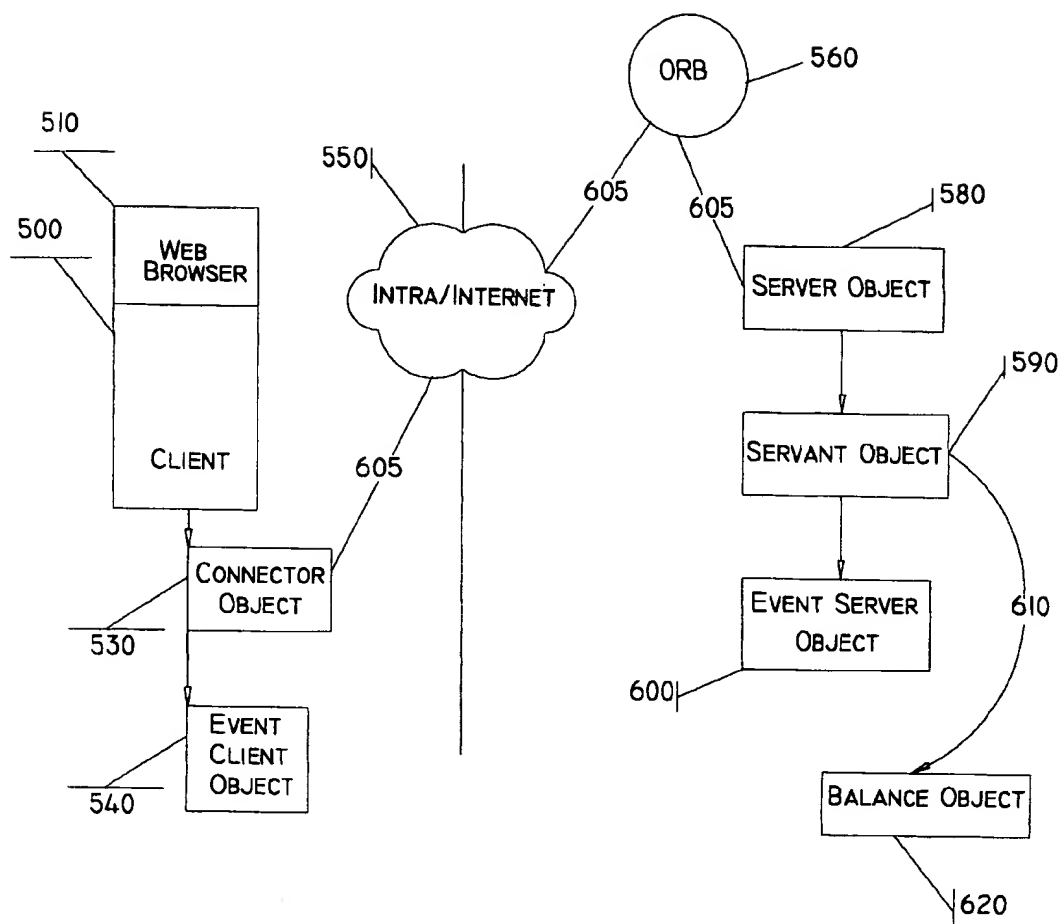 ORB
560
510
550
605
605
580
500
WEB
BROWSER
INTRA/INTERNET
SERVER OBJECT
590
CLIENT
605
SERVANT OBJECT
CONNECTOR
OBJECT
EVENT SERVER
OBJECT
610
530
600
EVENT
CLIENT
OBJECT
540
BALANCE OBJECT
620